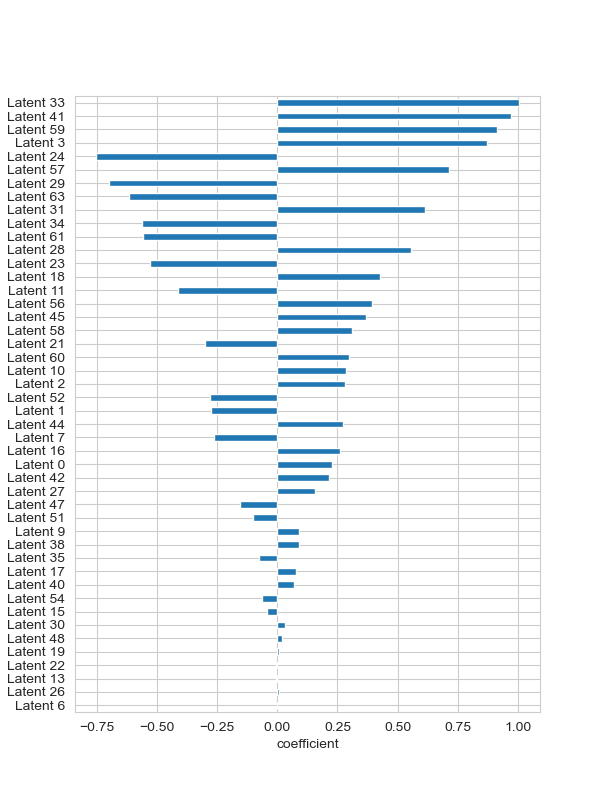 Latent 33
Latent 41
Latent 59
Latent 3
Latent 24
Latent 57
Latent 29
Latent 63
Latent 31
Latent 34
Latent 61
Latent 28
Latent 23
Latent 18
Latent 11
Latent 56
Latent 45
Latent 58
Latent 21
Latent 60
Latent 10
Latent 2
Latent 52
Latent 1
Latent 44
Latent 7
Latent 16
Latent 0
Latent 42
Latent 27
Latent 47
Latent 51
Latent 9
Latent 38
Latent 35
Latent 17
Latent 40
Latent 54
Latent 15
Latent 30
Latent 48
Latent 19
Latent 22
Latent 13
Latent 26
Latent 6
−0.75 −0.50 −0.25 0.00 0.25 0.50 0.75 1.00
coefficient